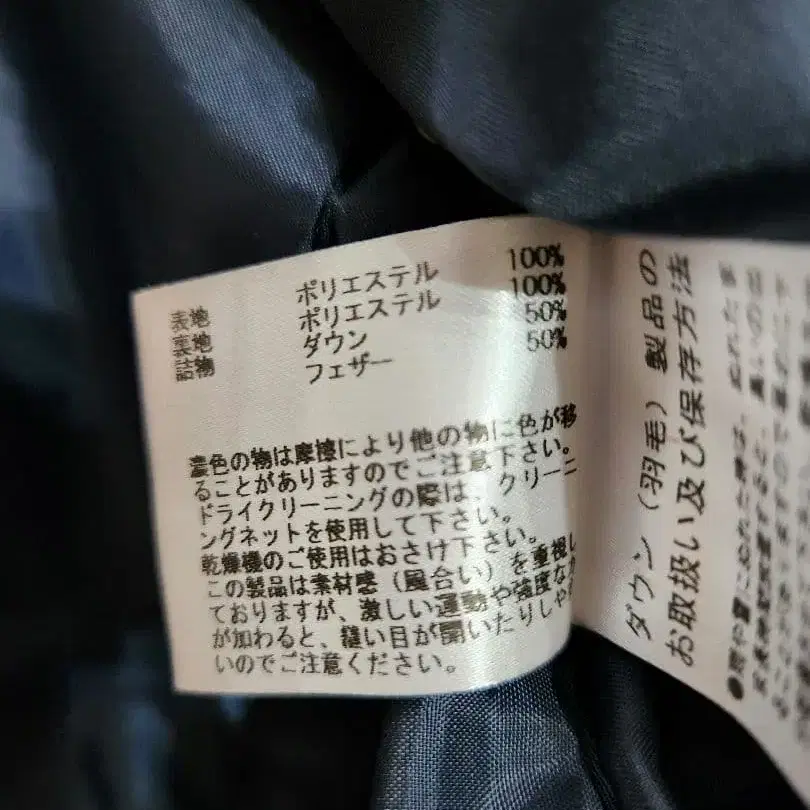 表地 ポリエステル 100%
裏地 ポリエステル 100%
詰物 ダウン 50%
フェザー 50%
濃色の物は摩擦により他の物に色が移
ることがありますのでご注意下さい。
ドライクリーニングの際は、クリーニ
ングネットを使用して下さい。
乾燥機のご使用はおさけ下さい。
この製品は素材感（風合い）を重視し
ておりますが、激しい運動や強度な力
が加わると、縫い目が開いたりしやす
いのでご注意ください。
ダウン（羽毛）製品の
お取扱い及び保存方法